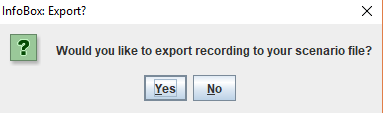 InfoBox: Export?
Would you like to export recording to your scenario file?
Yes No